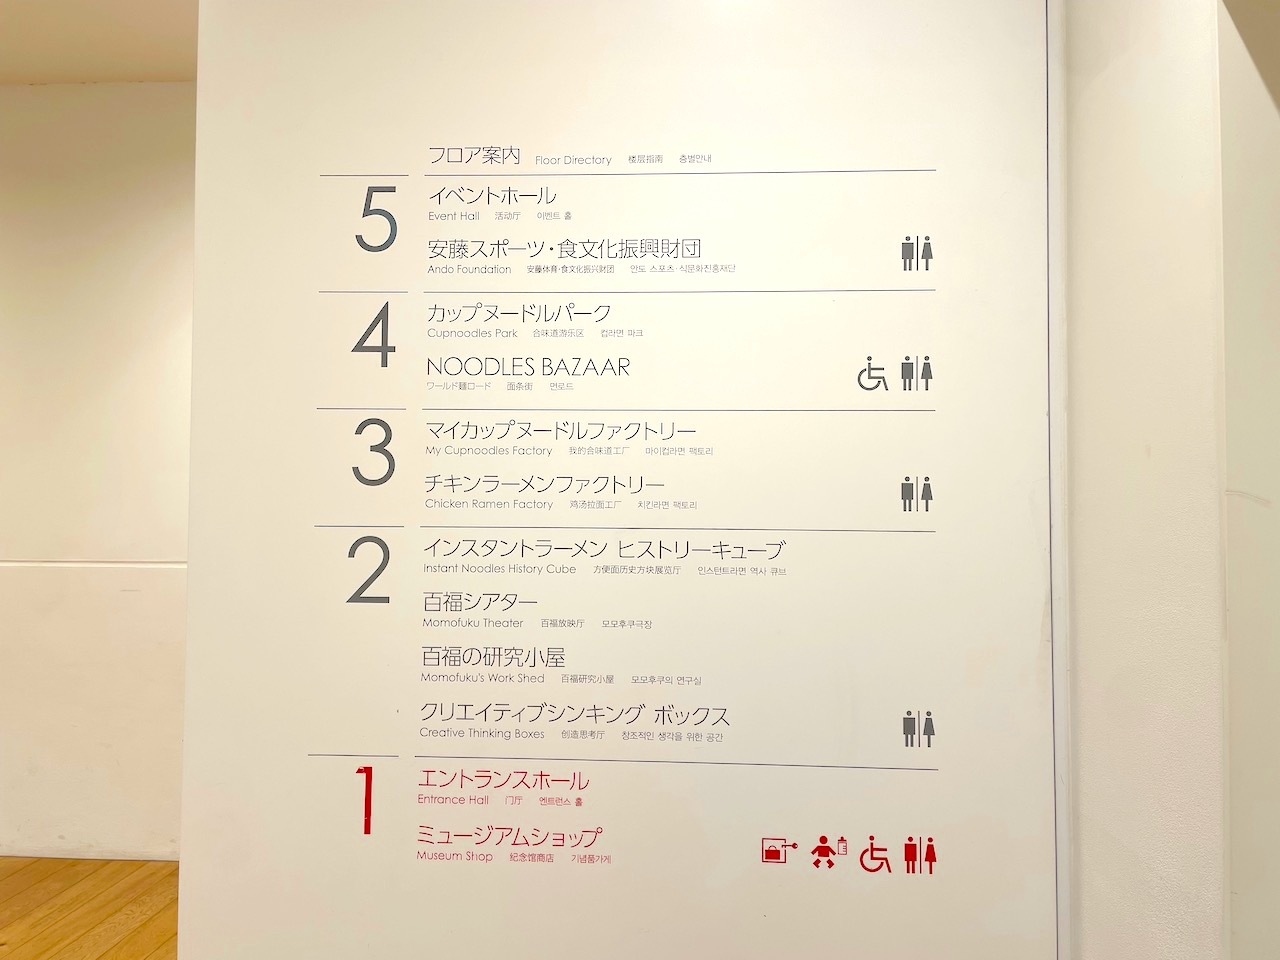 フロア案内 Floor Directory 楼层指南 층별안내
5
イベントホール
Event Hall 活动厅 이벤트 홀
安藤スポーツ・食文化振興財団
Ando Foundation 安藤体育·食文化振兴财团 안도 스포츠·식문화진흥재단
4
カップヌードルパーク
Cupnoodles Park 合味道游乐区 컵라면 파크
NOODLES BAZAAR
ワールド麺ロード 面条街 면로드
3
マイカップヌードルファクトリー
My Cupnoodles Factory 我的合味道工厂 마이컵라면 팩토리
チキンラーメンファクトリー
Chicken Ramen Factory 鸡汤拉面工厂 치킨라면 팩토리
2
インスタントラーメン ヒストリーキューブ
Instant Noodles History Cube 方便面历史方块展览厅 인스턴트라면 역사 큐브
百福シアター
Momofuku Theater 百福放映厅 모모후쿠극장
百福の研究小屋
Momofuku's Work Shed 百福研究小屋 모모후쿠의 연구실
クリエイティブシンキング ボックス
Creative Thinking Boxes 创造思考厅 창조적인 생각을 위한 공간
1
エントランスホール
Entrance Hall 门厅 엔트런스 홀
ミュージアムショップ
Museum Shop 纪念馆商店 기념품가게